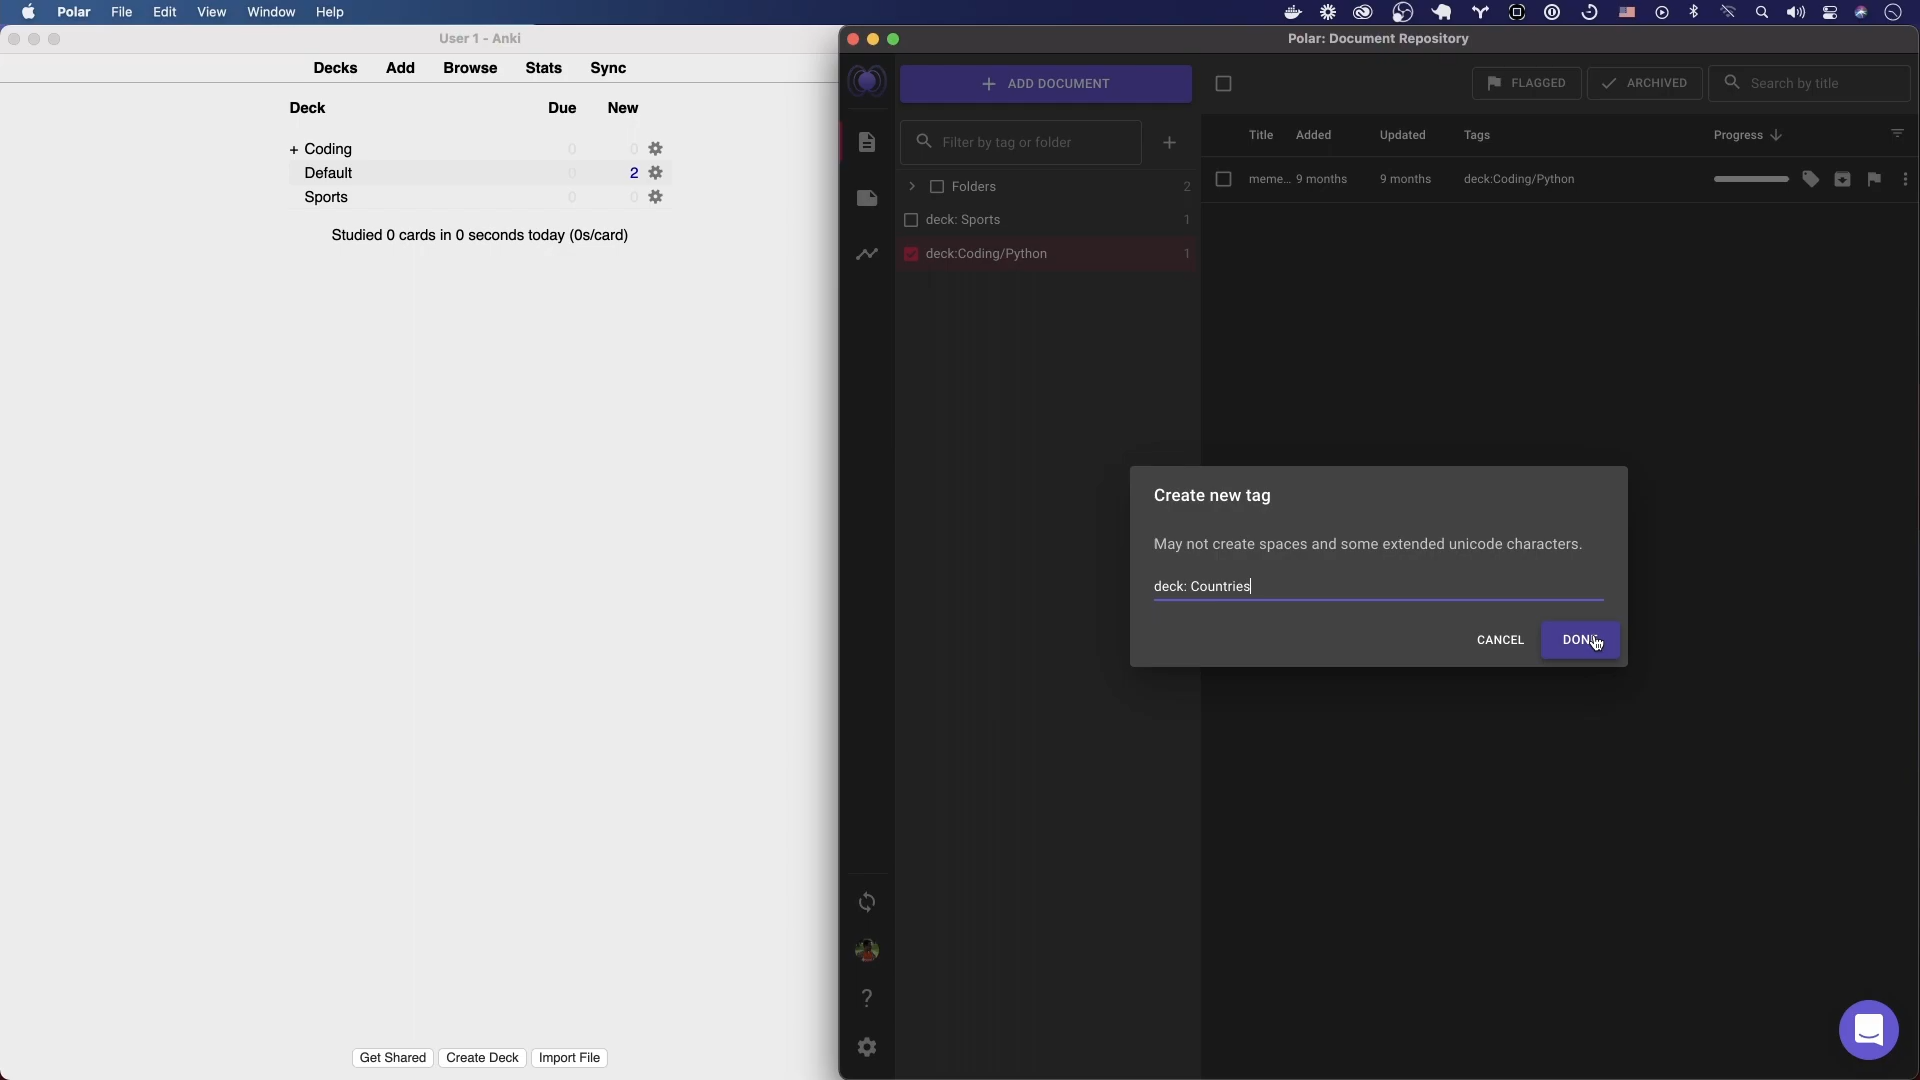 Polar File Edit View Window Help
User 1 - Anki
Decks Add Browse Stats Sync
Deck Due New
+ Coding 0 0
Default 0 2
Sports 0 0
Studied 0 cards in 0 seconds today (0s/card)
Get Shared Create Deck Import File
Polar: Document Repository
+ ADD DOCUMENT
FLAGGED ARCHIVED Search by title
Filter by tag or folder +
Title Added Updated Tags Progress
Folders 2
deck: Sports 1
deck:Coding/Python 1
meme... 9 months 9 months deck:Coding/Python
Create new tag
May not create spaces and some extended unicode characters.
deck: Countries
CANCEL DONE
?